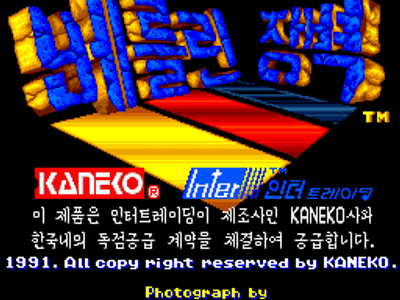 베를린 장벽
TM
KANEKO ® Inter TM 인터트레이딩
이 제품은 인터트레이딩이 제조사인 KANEKO사와
한국내의 독점공급 계약을 체결하여 공급합니다.
1991. All copy right reserved by KANEKO.
Photograph by